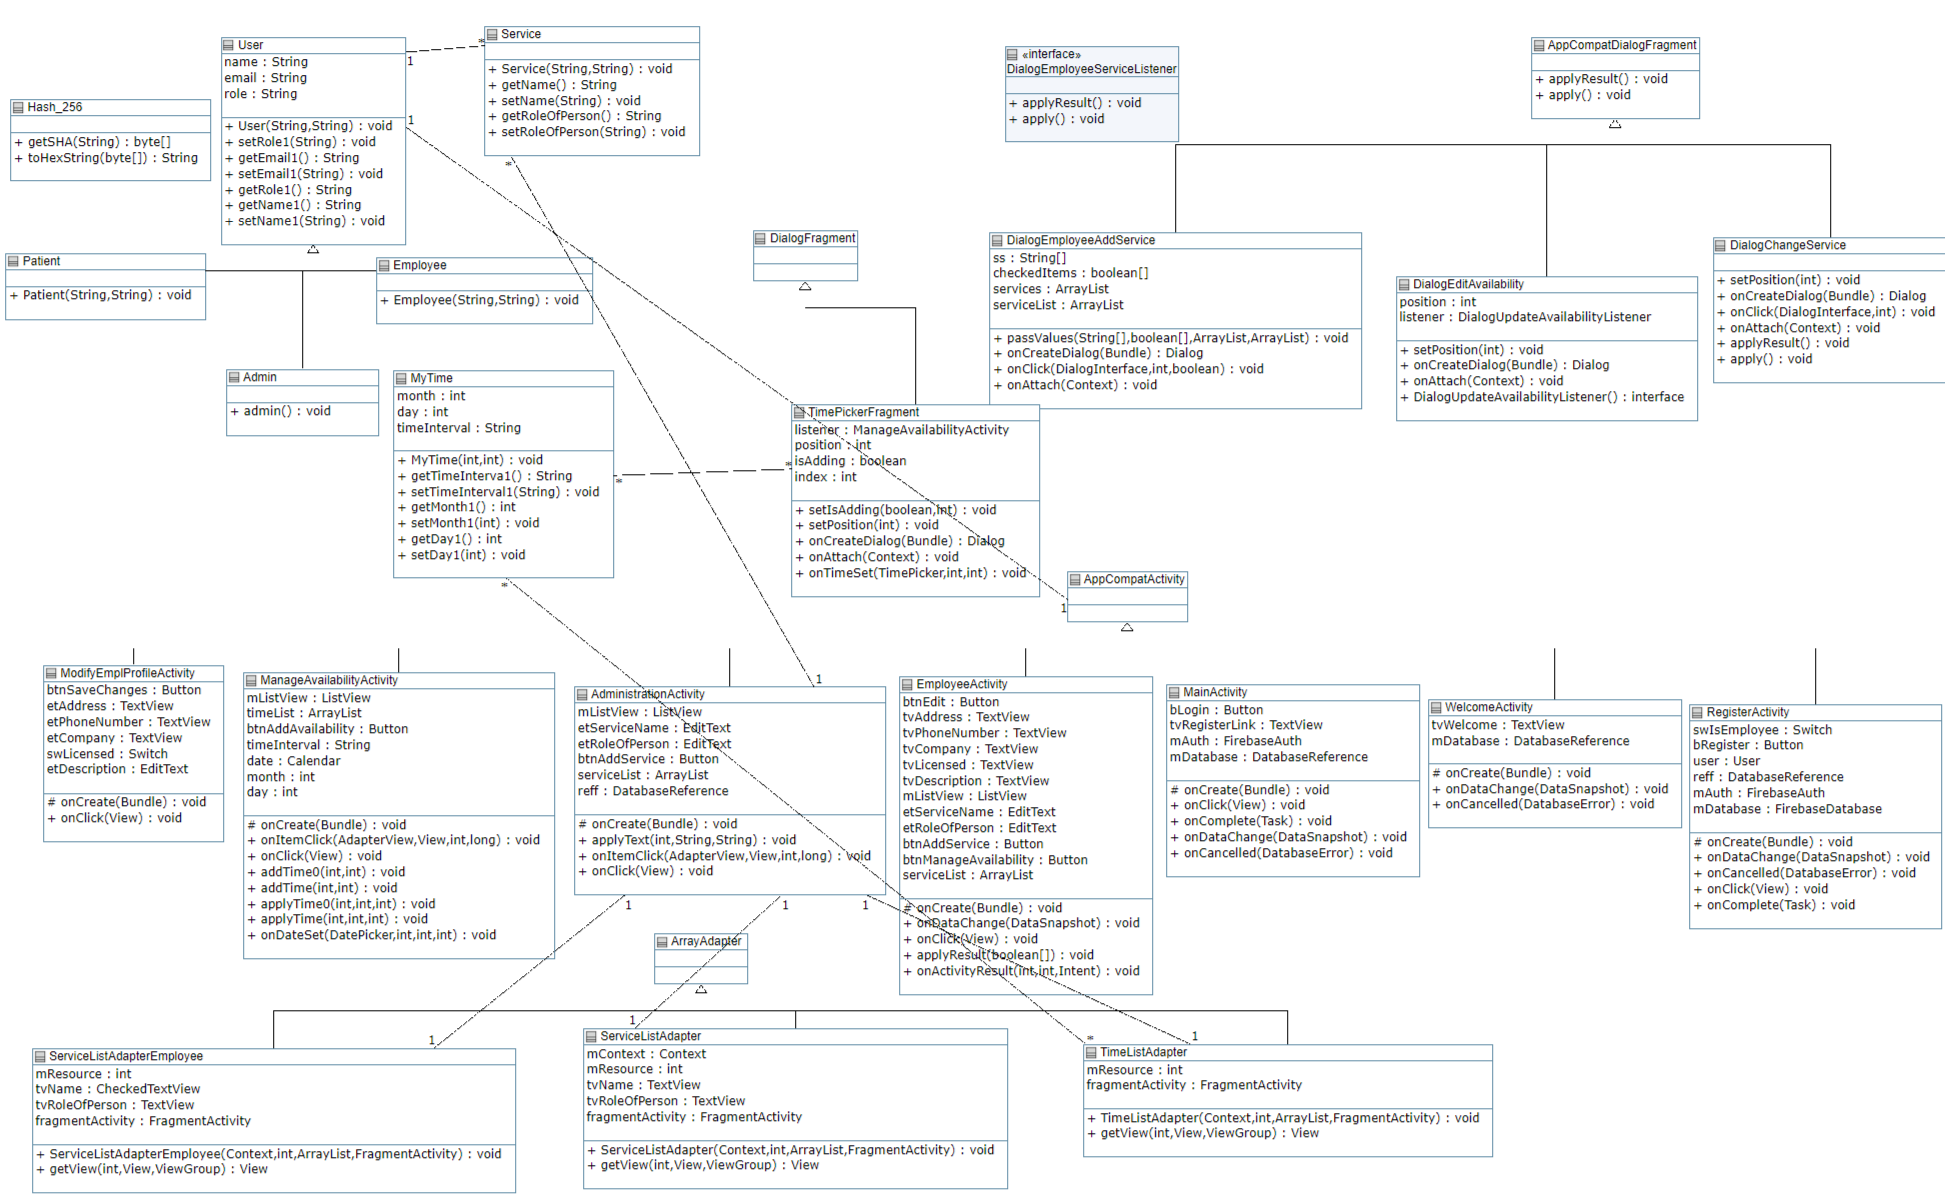 User
name : String
email : String
role : String
+ User(String,String) : void
+ setRole1(String) : void
+ getEmail1() : String
+ setEmail1(String) : void
+ getRole1() : String
+ getName1() : String
+ setName1(String) : void
1
*
1
Service
+ Service(String,String) : void
+ getName() : String
+ setName(String) : void
+ getRoleOfPerson() : String
+ setRoleOfPerson(String) : void
*
«interface»
DialogEmployeeServiceListener
+ applyResult() : void
+ apply() : void
AppCompatDialogFragment
+ applyResult() : void
+ apply() : void
Hash_256
+ getSHA(String) : byte[]
+ toHexString(byte[]) : String
Patient
+ Patient(String,String) : void
Employee
+ Employee(String,String) : void
DialogFragment
DialogEmployeeAddService
ss : String[]
checkedItems : boolean[]
services : ArrayList
serviceList : ArrayList
+ passValues(String[],boolean[],ArrayList,ArrayList) : void
+ onCreateDialog(Bundle) : Dialog
+ onClick(DialogInterface,int,boolean) : void
+ onAttach(Context) : void
DialogEditAvailability
position : int
listener : DialogUpdateAvailabilityListener
+ setPosition(int) : void
+ onCreateDialog(Bundle) : Dialog
+ onAttach(Context) : void
+ DialogUpdateAvailabilityListener() : interface
DialogChangeService
+ setPosition(int) : void
+ onCreateDialog(Bundle) : Dialog
+ onClick(DialogInterface,int) : void
+ onAttach(Context) : void
+ applyResult() : void
+ apply() : void
Admin
+ admin() : void
MyTime
month : int
day : int
timeInterval : String
+ MyTime(int,int) : void
+ getTimeInterva1() : String
+ setTimeInterval1(String) : void
+ getMonth1() : int
+ setMonth1(int) : void
+ getDay1() : int
+ setDay1(int) : void
*
*
*
TimePickerFragment
listener : ManageAvailabilityActivity
position : int
isAdding : boolean
index : int
+ setIsAdding(boolean,int) : void
+ setPosition(int) : void
+ onCreateDialog(Bundle) : Dialog
+ onAttach(Context) : void
+ onTimeSet(TimePicker,int,int) : void
AppCompatActivity
1
ModifyEmplProfileActivity
btnSaveChanges : Button
etAddress : TextView
etPhoneNumber : TextView
etCompany : TextView
swLicensed : Switch
etDescription : EditText
# onCreate(Bundle) : void
+ onClick(View) : void
ManageAvailabilityActivity
mListView : ListView
timeList : ArrayList
btnAddAvailability : Button
timeInterval : String
date : Calendar
month : int
day : int
# onCreate(Bundle) : void
+ onItemClick(AdapterView,View,int,long) : void
+ onClick(View) : void
+ addTime0(int,int) : void
+ addTime(int,int) : void
+ applyTime0(int,int,int) : void
+ applyTime(int,int,int) : void
+ onDateSet(DatePicker,int,int,int) : void
1
AdministrationActivity
mListView : ListView
etServiceName : EditText
etRoleOfPerson : EditText
btnAddService : Button
serviceList : ArrayList
reff : DatabaseReference
# onCreate(Bundle) : void
+ applyText(int,String,String) : void
+ onItemClick(AdapterView,View,int,long) : void
+ onClick(View) : void
1
1
1
EmployeeActivity
btnEdit : Button
tvAddress : TextView
tvPhoneNumber : TextView
tvCompany : TextView
tvLicensed : TextView
tvDescription : TextView
mListView : ListView
etServiceName : EditText
etRoleOfPerson : EditText
btnAddService : Button
btnManageAvailability : Button
serviceList : ArrayList
# onCreate(Bundle) : void
+ onDataChange(DataSnapshot) : void
+ onClick(View) : void
+ applyResult(boolean[]) : void
+ onActivityResult(int,int,Intent) : void
MainActivity
bLogin : Button
tvRegisterLink : TextView
mAuth : FirebaseAuth
mDatabase : DatabaseReference
# onCreate(Bundle) : void
+ onClick(View) : void
+ onComplete(Task) : void
+ onDataChange(DataSnapshot) : void
+ onCancelled(DatabaseError) : void
WelcomeActivity
tvWelcome : TextView
mDatabase : DatabaseReference
# onCreate(Bundle) : void
+ onDataChange(DataSnapshot) : void
+ onCancelled(DatabaseError) : void
RegisterActivity
swIsEmployee : Switch
bRegister : Button
user : User
reff : DatabaseReference
mAuth : FirebaseAuth
mDatabase : FirebaseDatabase
# onCreate(Bundle) : void
+ onDataChange(DataSnapshot) : void
+ onCancelled(DatabaseError) : void
+ onClick(View) : void
+ onComplete(Task) : void
ArrayAdapter
1
ServiceListAdapterEmployee
mResource : int
tvName : CheckedTextView
tvRoleOfPerson : TextView
fragmentActivity : FragmentActivity
+ ServiceListAdapterEmployee(Context,int,ArrayList,FragmentActivity) : void
+ getView(int,View,ViewGroup) : View
1
ServiceListAdapter
mContext : Context
mResource : int
tvName : TextView
tvRoleOfPerson : TextView
fragmentActivity : FragmentActivity
+ ServiceListAdapter(Context,int,ArrayList,FragmentActivity) : void
+ getView(int,View,ViewGroup) : View
*
1
TimeListAdapter
mResource : int
fragmentActivity : FragmentActivity
+ TimeListAdapter(Context,int,ArrayList,FragmentActivity) : void
+ getView(int,View,ViewGroup) : View